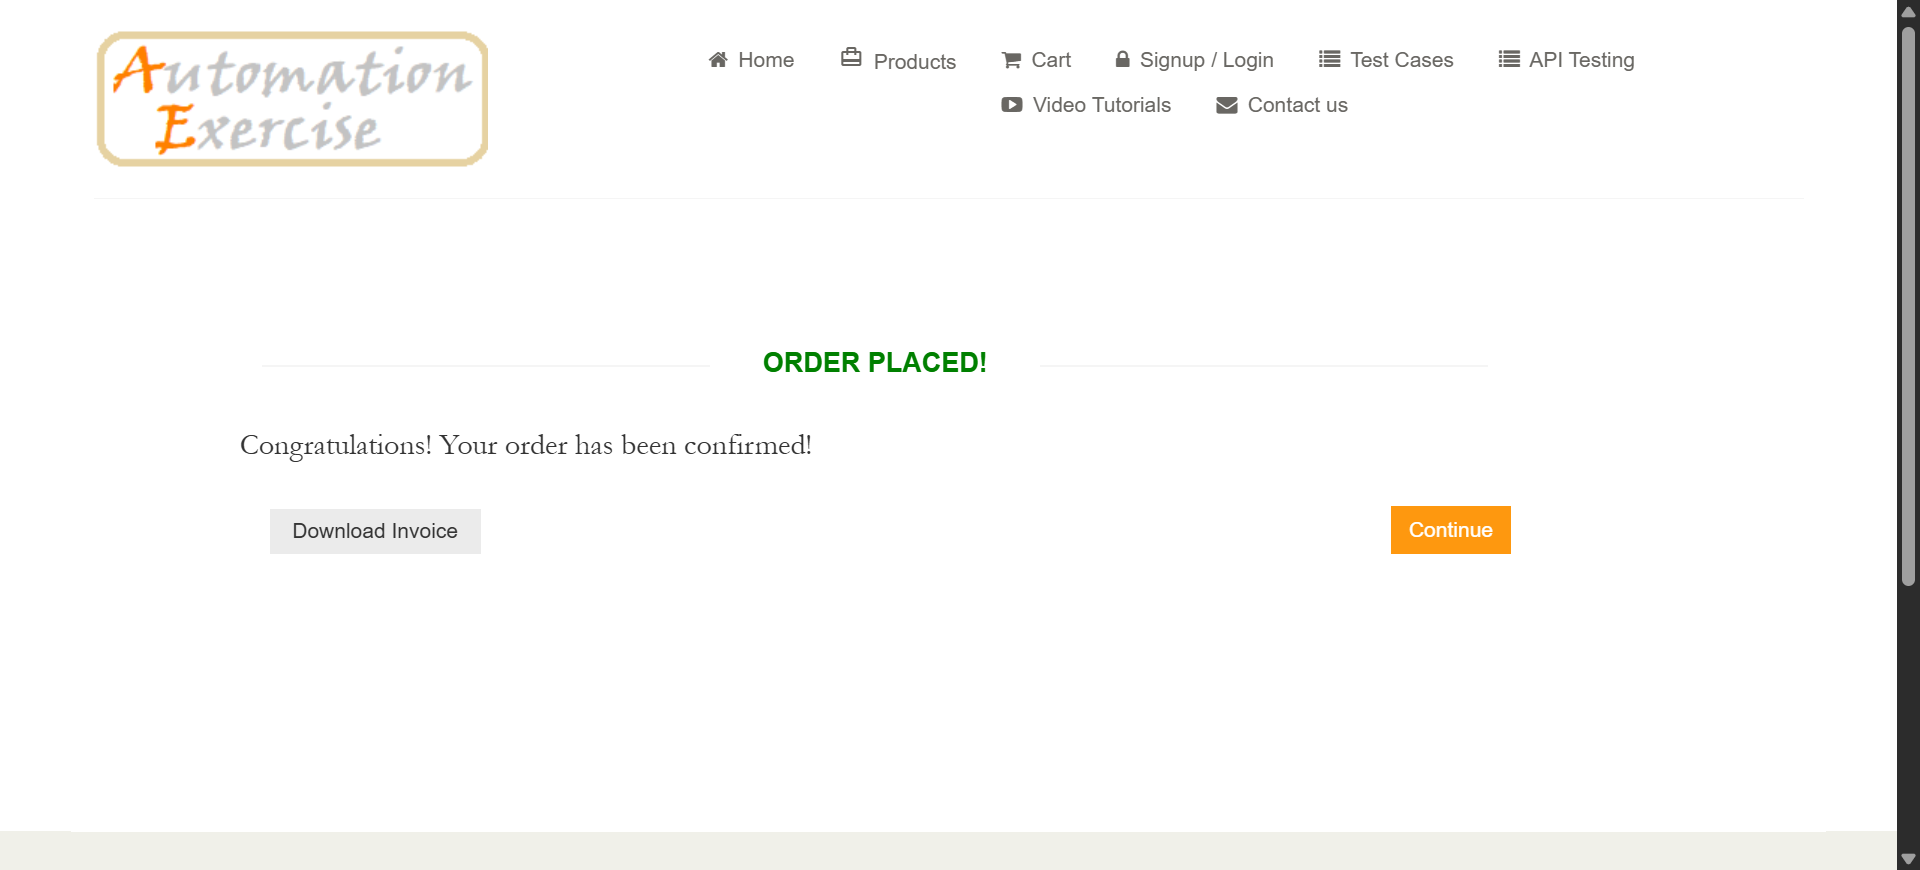 Automation
Exercise
Home Products Cart Signup / Login Test Cases API Testing
Video Tutorials Contact us
ORDER PLACED!
Congratulations! Your order has been confirmed!
Download Invoice Continue